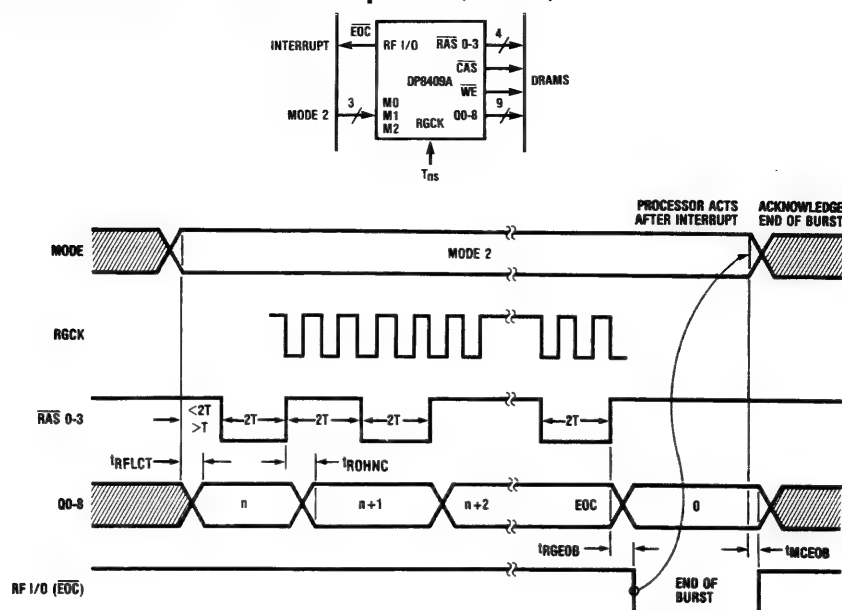 INTERRUPT
EOC
RF I/O
RAS 0-3
4
CAS
DP8409A
WE
DRAMS
MODE 2
3
M0
M1
M2
RGCK
Q0-8
9
Tns
PROCESSOR ACTS AFTER INTERRUPT
ACKNOWLEDGE END OF BURST
MODE
MODE 2
RGCK
RAS 0-3
<2T
>T
2T
2T
2T
2T
tRFLCT
tROHNC
Q0-8
n
n+1
n+2
EOC
0
tRGEOB
tMCEOB
RF I/O (EOC)
END OF BURST